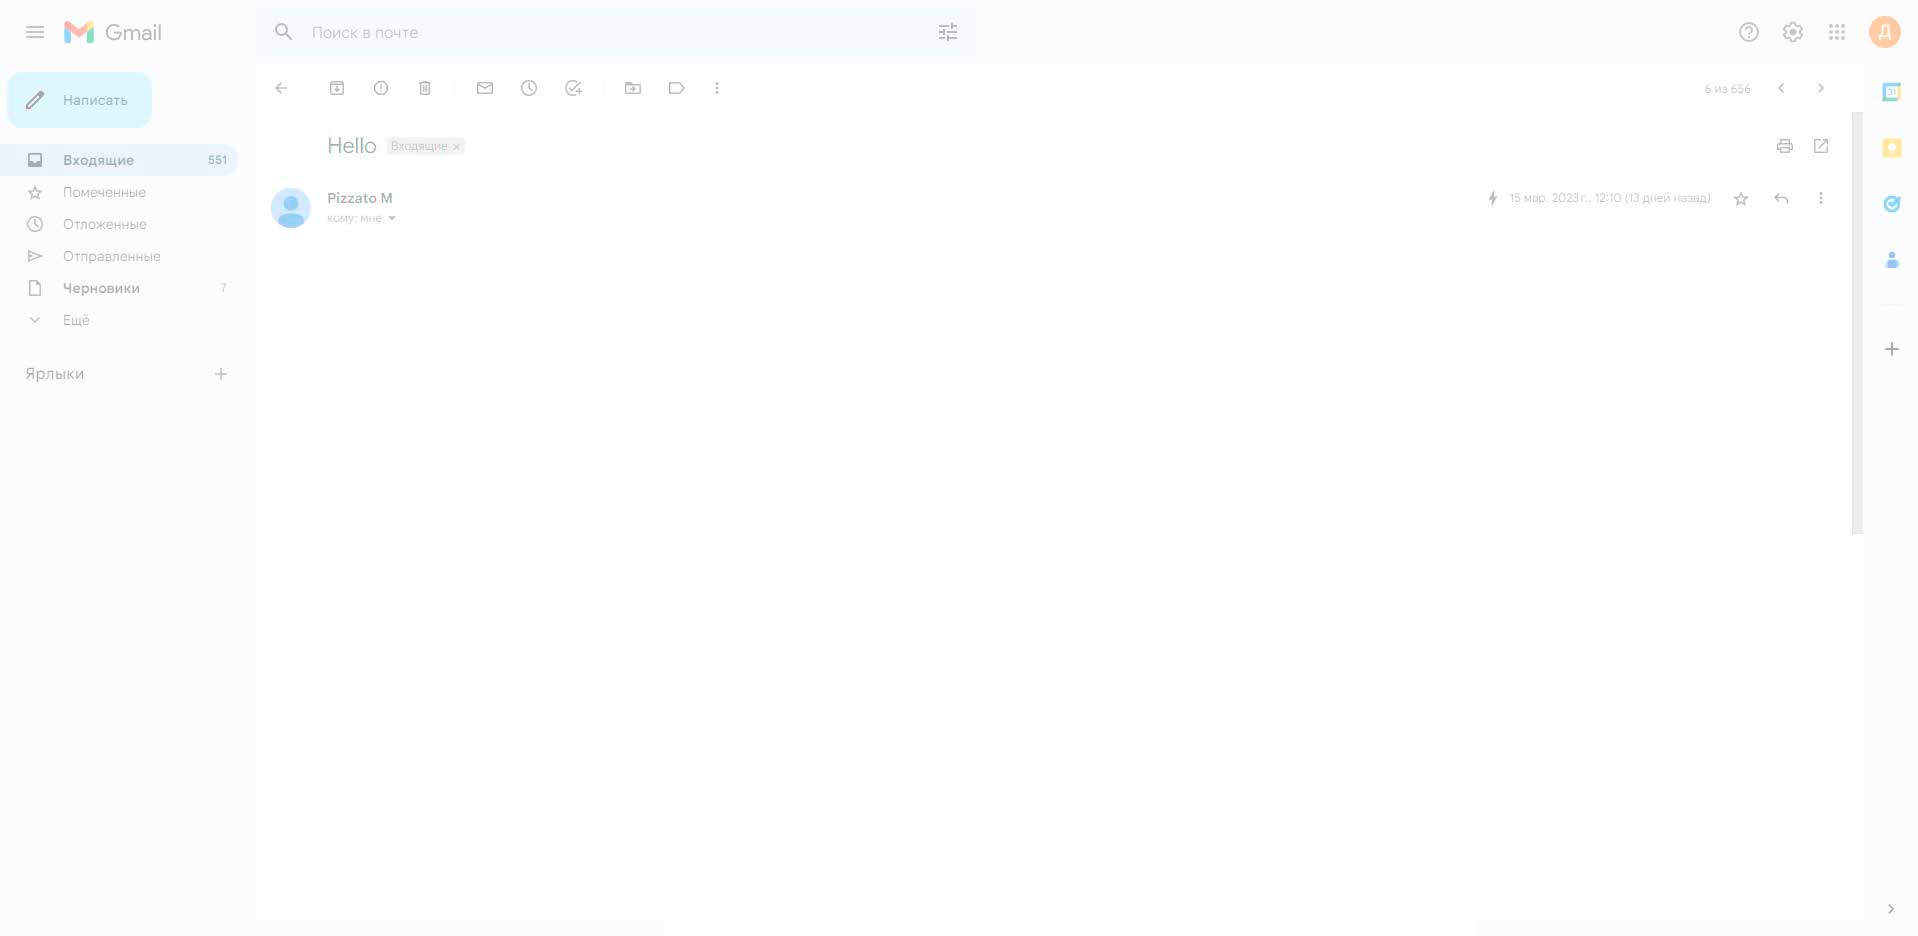 Gmail
Поиск в почте
Д
Написать
6 из 656
31
Hello Входящие ×
Входящие 551
Помеченные
Pizzato M
15 мар. 2023 г., 12:10 (13 дней назад)
кому: мне
Отложенные
Отправленные
Черновики 7
Ещё
Ярлыки